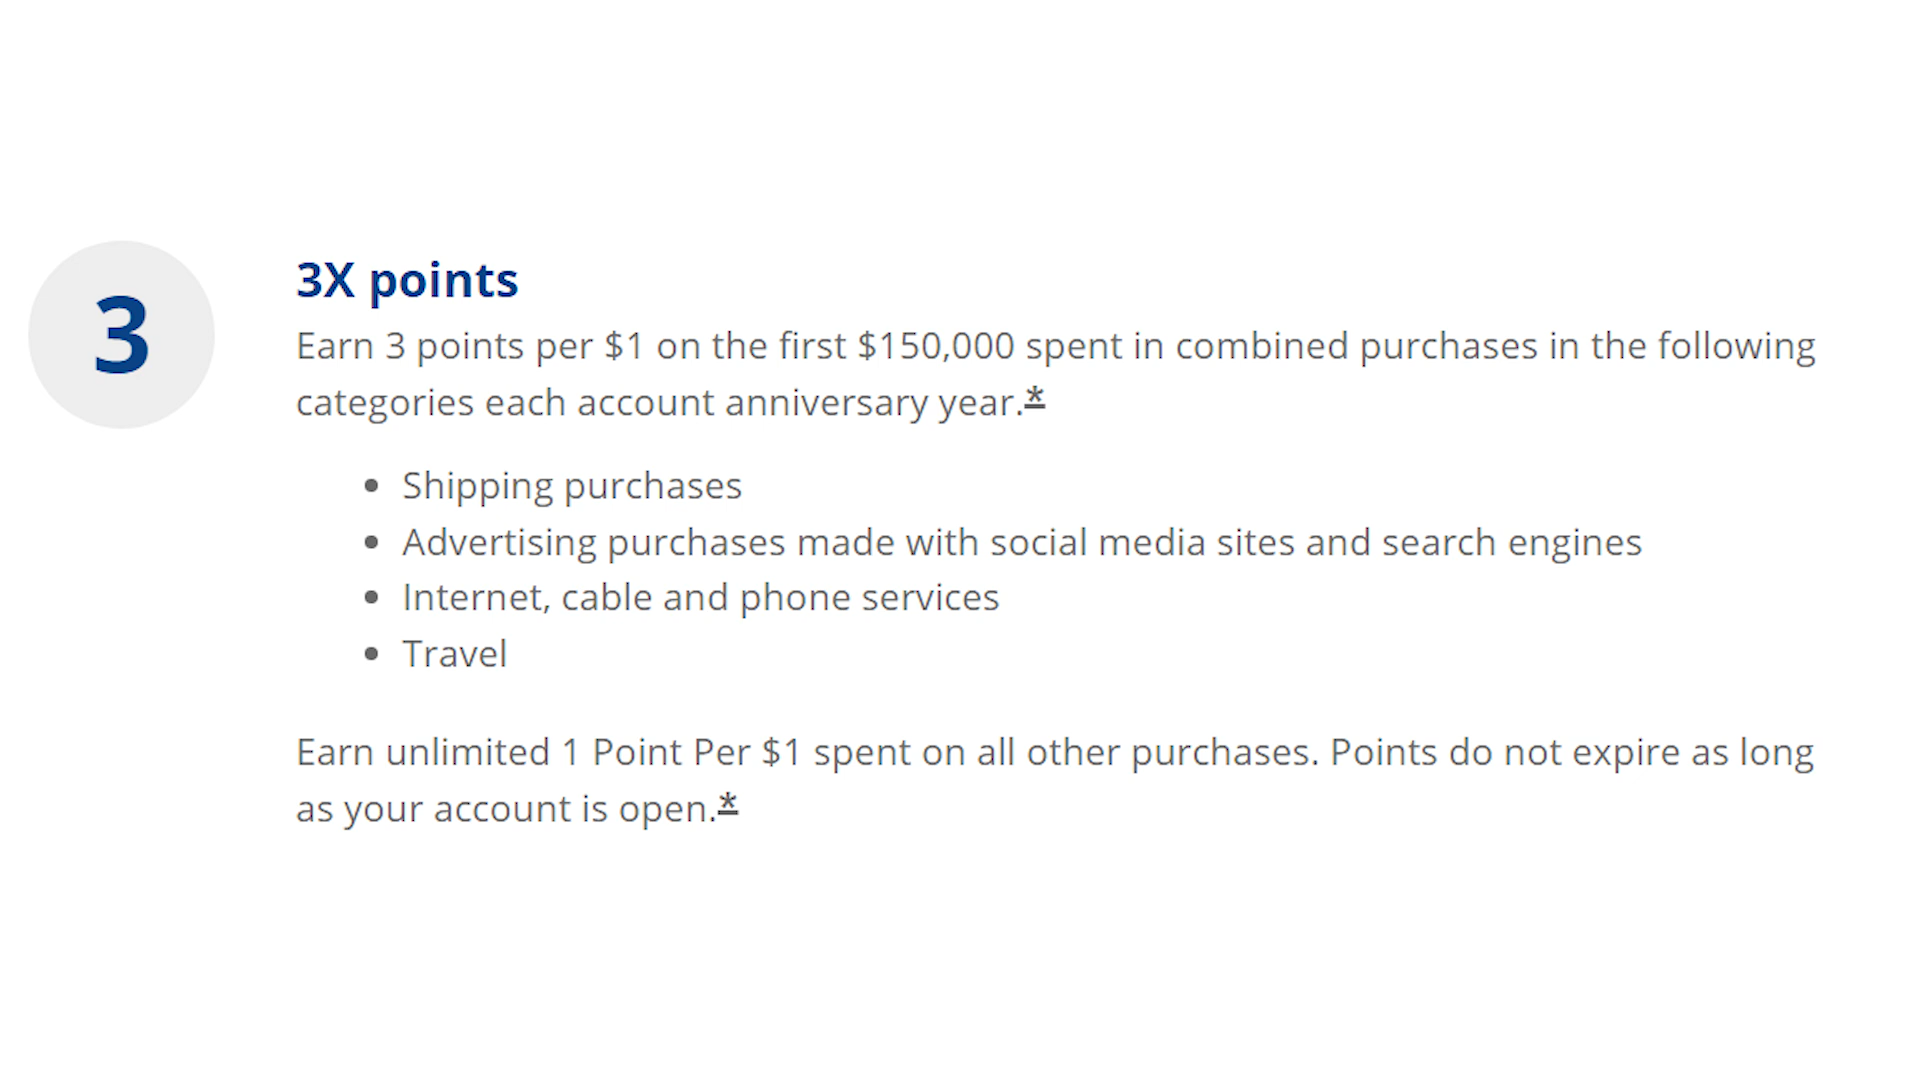 3
3X points
Earn 3 points per $1 on the first $150,000 spent in combined purchases in the following
categories each account anniversary year.*
• Shipping purchases
• Advertising purchases made with social media sites and search engines
• Internet, cable and phone services
• Travel
Earn unlimited 1 Point Per $1 spent on all other purchases. Points do not expire as long
as your account is open.*